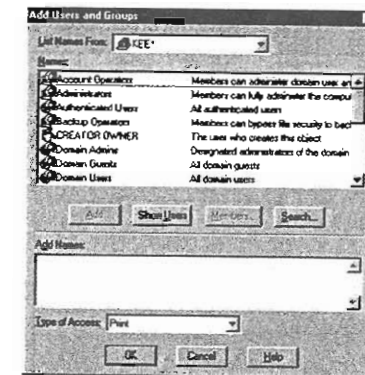 Add Users and Groups
List Names From:
Names:
Account Operators Members can administer domain user an
Administrators Members can fully administer the comput
Authenticated Users All authenticated users
Backup Operators Members can bypass file security to bac
CREATOR OWNER The user who creates this object
Domain Admins Designated administrators of the domain
Domain Guests All domain guests
Domain Users All domain users
Add Show Users Members... Search...
Add Names:
Type of Access: Print
OK Cancel Help